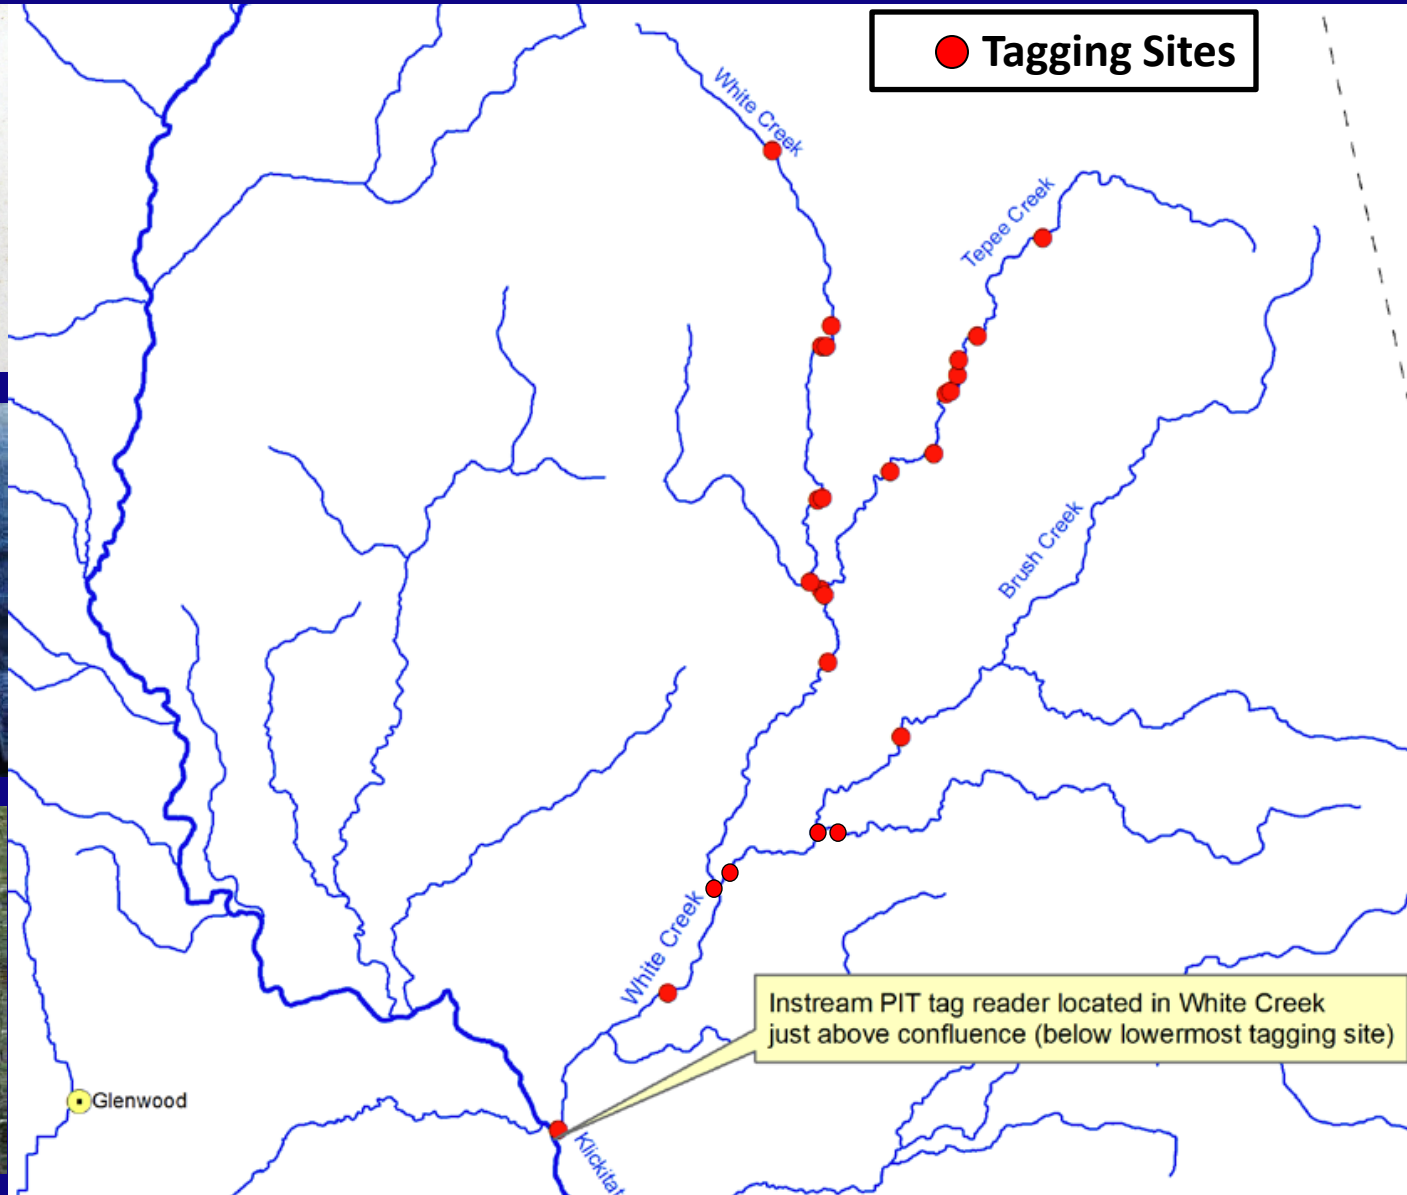 Tagging Sites
White Creek
Tepee Creek
Brush Creek
White Creek
Instream PIT tag reader located in White Creek
just above confluence (below lowermost tagging site)
Glenwood
Klickitat